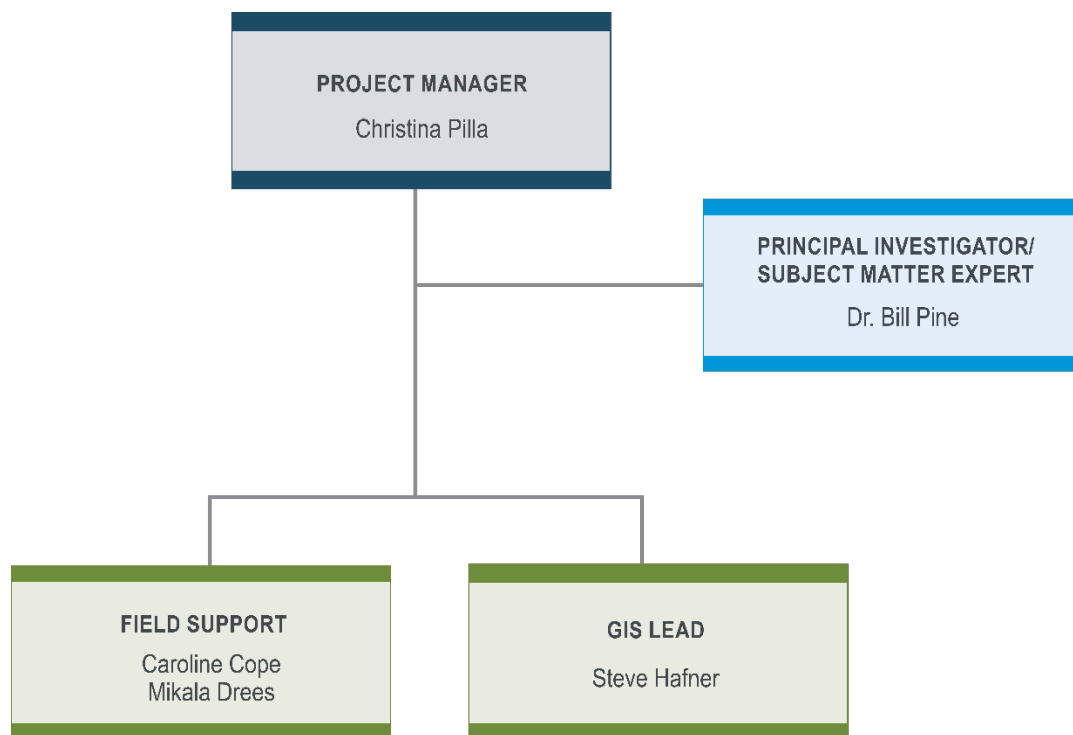 PROJECT MANAGER
Christina Pilla
PRINCIPAL INVESTIGATOR/
SUBJECT MATTER EXPERT
Dr. Bill Pine
FIELD SUPPORT
Caroline Cope
Mikala Drees
GIS LEAD
Steve Hafner